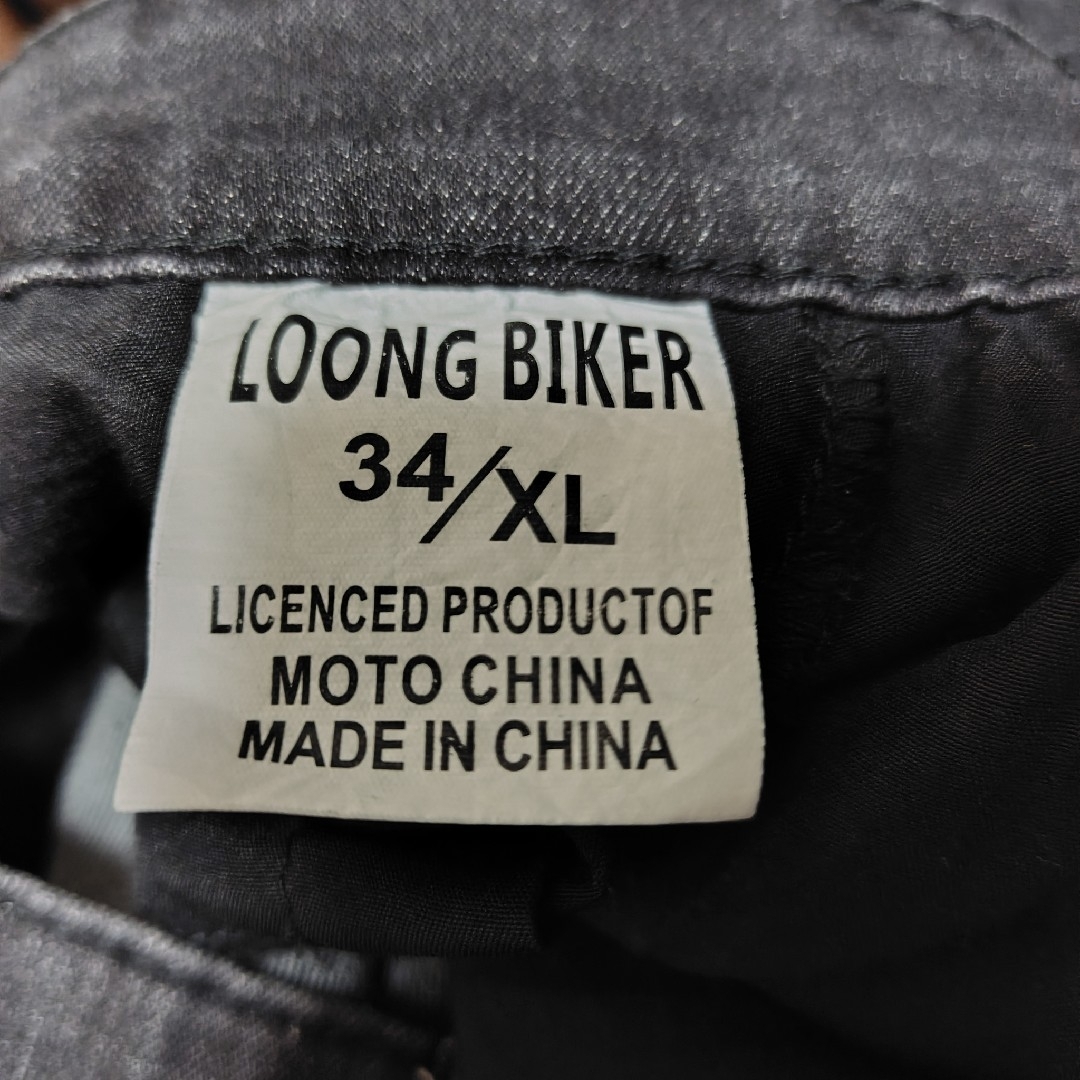 LOONG BIKER
34/XL
LICENCED PRODUCTOF
MOTO CHINA
MADE IN CHINA